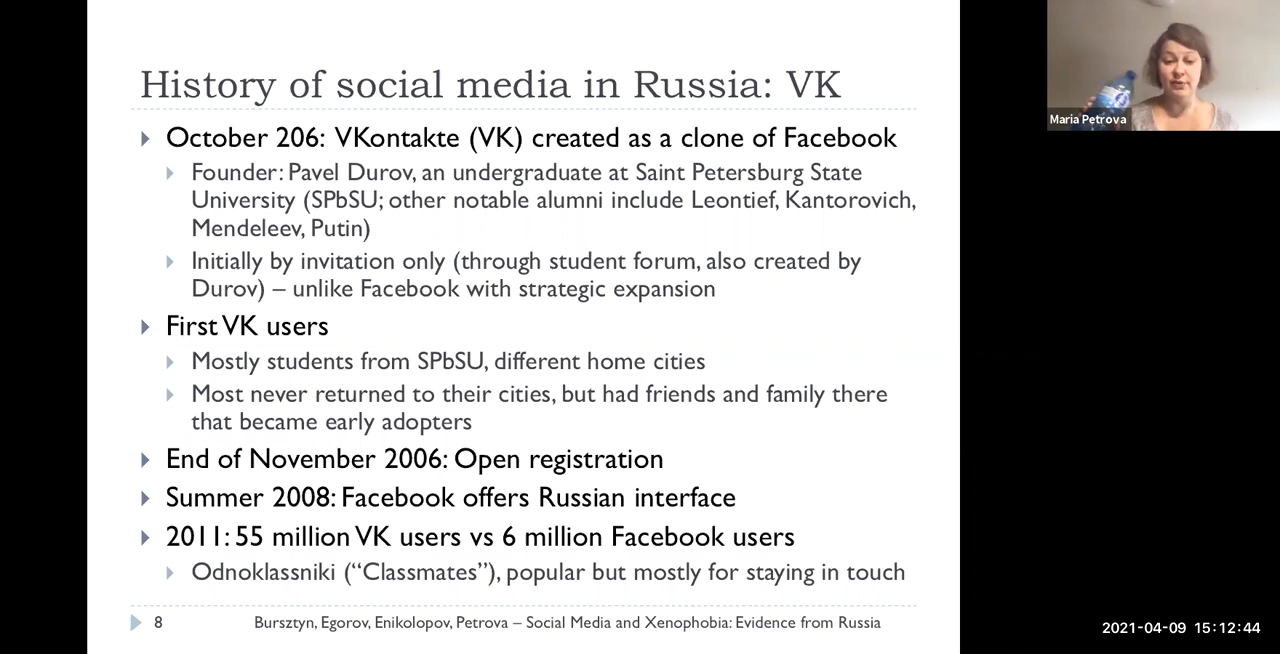 History of social media in Russia: VK
October 206: VKontakte (VK) created as a clone of Facebook
Founder: Pavel Durov, an undergraduate at Saint Petersburg State
University (SPbSU; other notable alumni include Leontief, Kantorovich,
Mendeleev, Putin)
Initially by invitation only (through student forum, also created by
Durov) – unlike Facebook with strategic expansion
First VK users
Mostly students from SPbSU, different home cities
Most never returned to their cities, but had friends and family there
that became early adopters
End of November 2006: Open registration
Summer 2008: Facebook offers Russian interface
2011: 55 million VK users vs 6 million Facebook users
Odnoklassniki (“Classmates”), popular but mostly for staying in touch
8 Bursztyn, Egorov, Enikolopov, Petrova – Social Media and Xenophobia: Evidence from Russia
Maria Petrova
2021-04-09 15:12:44